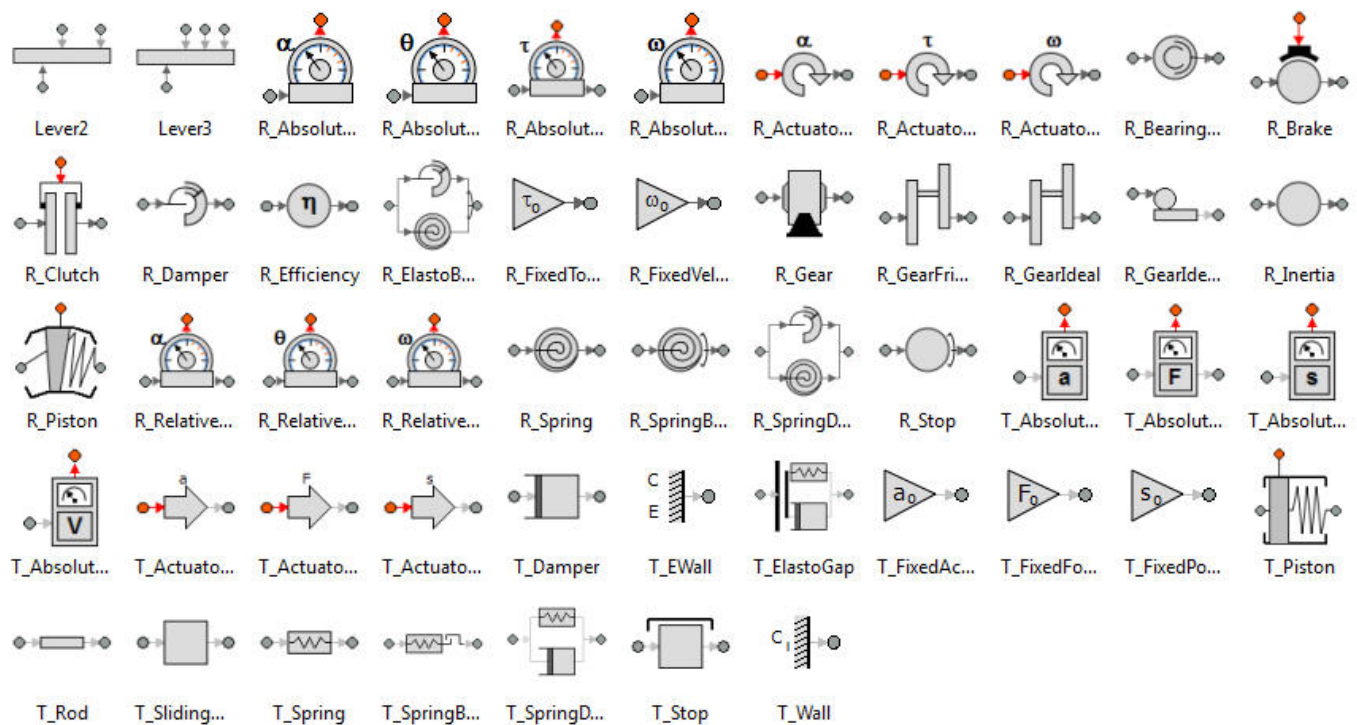 α θ τ ω α τ ω
Lever2 Lever3 R_Absolut... R_Absolut... R_Absolut... R_Absolut... R_Actuato... R_Actuato... R_Actuato... R_Bearing... R_Brake
η τ₀ ω₀
R_Clutch R_Damper R_Efficiency R_ElastoB... R_FixedTo... R_FixedVel... R_Gear R_GearFri... R_GearIdeal R_GearIde... R_Inertia
α θ ω a F s
R_Piston R_Relative... R_Relative... R_Relative... R_Spring R_SpringB... R_SpringD... R_Stop T_Absolut... T_Absolut... T_Absolut...
V a F s C E a₀ F₀ s₀
T_Absolut... T_Actuato... T_Actuato... T_Actuato... T_Damper T_EWall T_ElastoGap T_FixedAc... T_FixedFo... T_FixedPo... T_Piston
C I
T_Rod T_Sliding... T_Spring T_SpringB... T_SpringD... T_Stop T_Wall